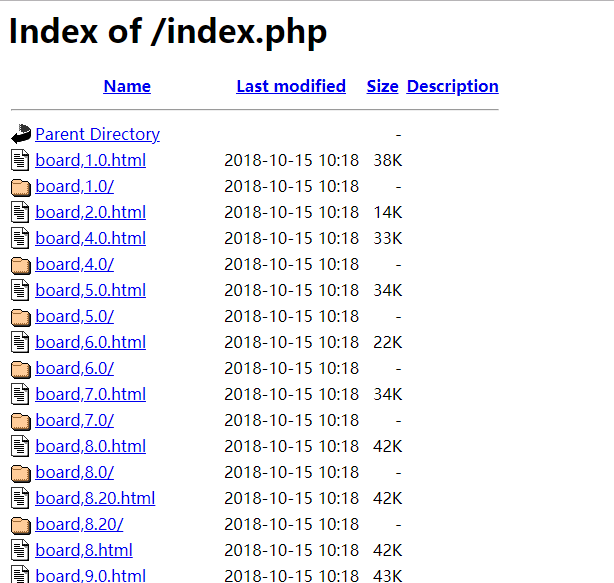 Index of /index.php
Name Last modified Size Description
Parent Directory -
board,1.0.html 2018-10-15 10:18 38K
board,1.0/ 2018-10-15 10:18 -
board,2.0.html 2018-10-15 10:18 14K
board,4.0.html 2018-10-15 10:18 33K
board,4.0/ 2018-10-15 10:18 -
board,5.0.html 2018-10-15 10:18 34K
board,5.0/ 2018-10-15 10:18 -
board,6.0.html 2018-10-15 10:18 22K
board,6.0/ 2018-10-15 10:18 -
board,7.0.html 2018-10-15 10:18 34K
board,7.0/ 2018-10-15 10:18 -
board,8.0.html 2018-10-15 10:18 42K
board,8.0/ 2018-10-15 10:18 -
board,8.20.html 2018-10-15 10:18 42K
board,8.20/ 2018-10-15 10:18 -
board,8.html 2018-10-15 10:18 42K
board,9.0.html 2018-10-15 10:18 43K